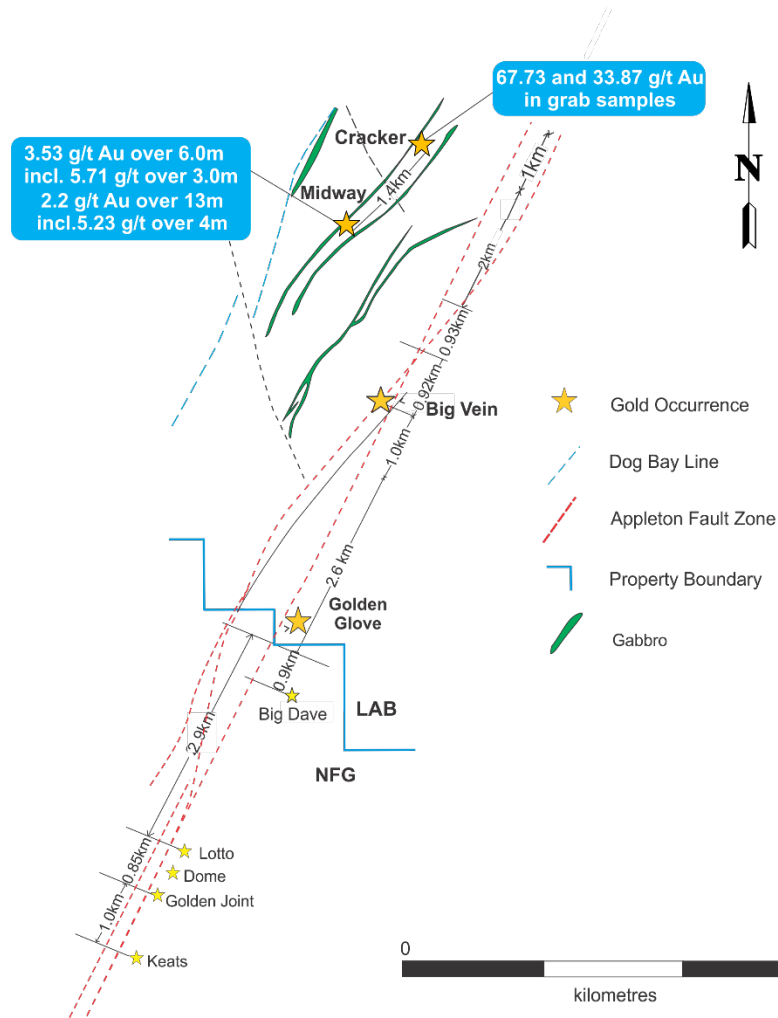 67.73 and 33.87 g/t Au
in grab samples
Cracker
3.53 g/t Au over 6.0m
incl. 5.71 g/t over 3.0m
2.2 g/t Au over 13m
incl.5.23 g/t over 4m
Midway
1.4km
1km
N
2km
0.93km
0.92km
Big Vein
1.0km
Gold Occurrence
Dog Bay Line
Appleton Fault Zone
Property Boundary
Gabbro
2.6 km
Golden
Glove
0.9km
Big Dave
LAB
NFG
2.9km
Lotto
0.85km
Dome
Golden Joint
1.0km
Keats
0
kilometres